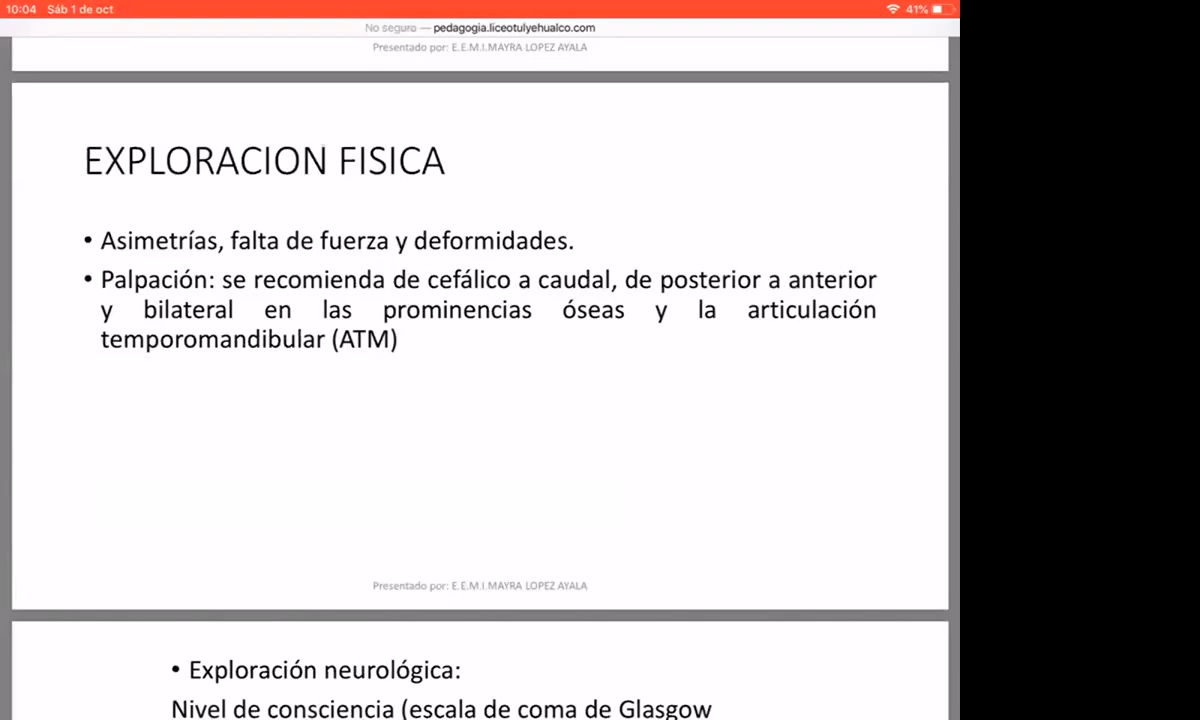 10:04 Sáb 1 de oct 41%
No seguro — pedagogia.liceotulyehualco.com
Presentado por: E.E.M.I.MAYRA LOPEZ AYALA
EXPLORACION FISICA
• Asimetrías, falta de fuerza y deformidades.
• Palpación: se recomienda de cefálico a caudal, de posterior a anterior
y bilateral en las prominencias óseas y la articulación
temporomandibular (ATM)
Presentado por: E.E.M.I.MAYRA LOPEZ AYALA
• Exploración neurológica:
Nivel de consciencia (escala de coma de Glasgow